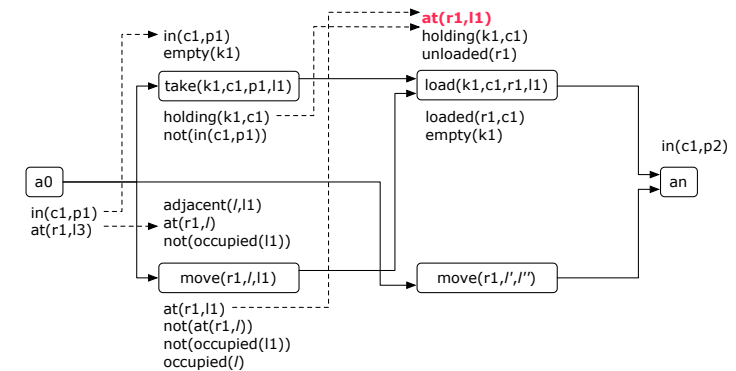 at(r1,l1)
in(c1,p1)
holding(k1,c1)
empty(k1)
unloaded(r1)
take(k1,c1,p1,l1)
load(k1,c1,r1,l1)
holding(k1,c1)
loaded(r1,c1)
not(in(c1,p1))
empty(k1)
in(c1,p2)
a0
an
in(c1,p1)
at(r1,l3)
adjacent(l,l1)
at(r1,l)
not(occupied(l1))
move(r1,l,l1)
move(r1,l',l'')
at(r1,l1)
not(at(r1,l))
not(occupied(l1))
occupied(l)